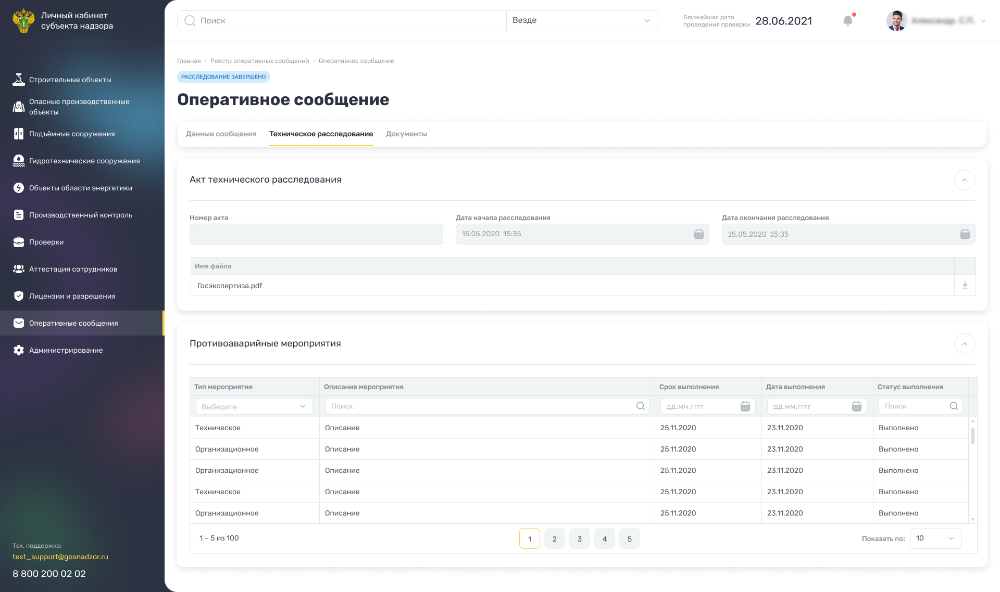 Личный кабинет
субъекта надзора
Строительные объекты
Опасные производственные
объекты
Подъёмные сооружения
Гидротехнические сооружения
Объекты области энергетики
Производственный контроль
Проверки
Аттестация сотрудников
Лицензии и разрешения
Оперативные сообщения
Администрирование
Тех. поддержка:
test_support@gosnadzor.ru
8 800 200 02 02
Поиск
Везде
Ближайшая дата
проведения проверки
28.06.2021
Главная · Реестр оперативных сообщений · Оперативное сообщение
РАССЛЕДОВАНИЕ ЗАВЕРШЕНО
Оперативное сообщение
Данные сообщения Техническое расследование Документы
Акт технического расследования
Номер акта Дата начала расследования Дата окончания расследования
15.05.2020 15:35 15.05.2020 15:35
Имя файла
Госэкспертиза.pdf
Противоаварийные мероприятия
Тип мероприятия Описание мероприятия Срок выполнения Дата выполнения Статус выполнения
Выберите Поиск дд.мм.гггг дд.мм.гггг Поиск
Техническое Описание 25.11.2020 23.11.2020 Выполнено
Организационное Описание 25.11.2020 23.11.2020 Выполнено
Организационное Описание 25.11.2020 23.11.2020 Выполнено
Техническое Описание 25.11.2020 23.11.2020 Выполнено
Организационное Описание 25.11.2020 23.11.2020 Выполнено
1 – 5 из 100 1 2 3 4 5 Показать по: 10